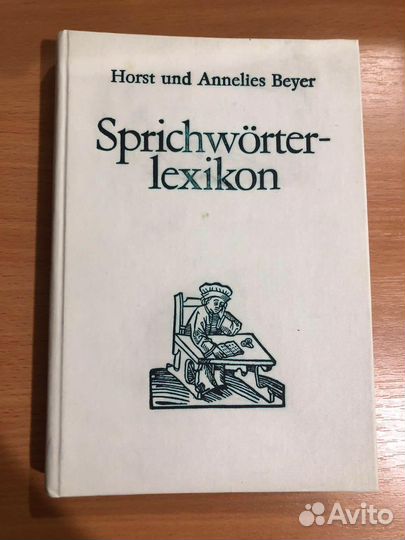 Horst und Annelies Beyer
Sprichwörter-
lexikon
Avito